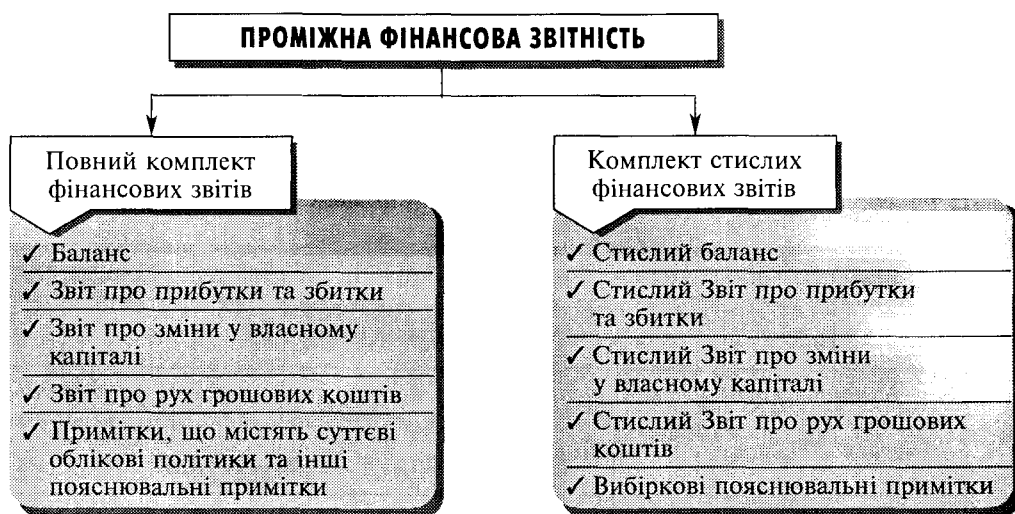 ПРОМІЖНА ФІНАНСОВА ЗВІТНІСТЬ
Повний комплект
фінансових звітів
✓ Баланс
✓ Звіт про прибутки та збитки
✓ Звіт про зміни у власному
капіталі
✓ Звіт про рух грошових коштів
✓ Примітки, що містять суттєві
облікові політики та інші
пояснювальні примітки
Комплект стислих
фінансових звітів
✓ Стислий баланс
✓ Стислий Звіт про прибутки
та збитки
✓ Стислий Звіт про зміни
у власному капіталі
✓ Стислий Звіт про рух грошових
коштів
✓ Вибіркові пояснювальні примітки